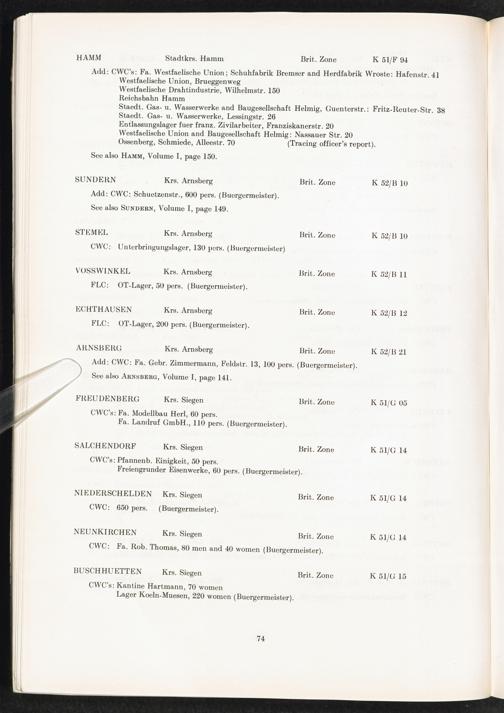 HAMM Stadtkrs. Hamm Brit. Zone K 51/F 94
Add: CWC's: Fa. Westfaelische Union; Schuhfabrik Bremser and Herdfabrik Wroste: Hafenstr. 41
Westfaelische Union, Brueggenweg
Westfaelische Drahtindustrie, Wilhelmstr. 150
Reichsbahn Hamm
Staedt. Gas- u. Wasserwerke and Baugesellschaft Helmig, Guenterstr.: Fritz-Reuter-Str. 38
Staedt. Gas- u. Wasserwerke, Lessingstr. 26
Entlassungslager fuer franz. Zivilarbeiter, Franziskanerstr. 20
Westfaelische Union and Baugesellschaft Helmig: Nassauer Str. 20
Ossenberg, Schmiede, Alleestr. 70 (Tracing officer's report).
See also HAMM, Volume I, page 150.
SUNDERN Krs. Arnsberg Brit. Zone K 52/B 10
Add: CWC: Schuetzenstr., 600 pers. (Buergermeister).
See also SUNDERN, Volume I, page 149.
STEMEL Krs. Arnsberg Brit. Zone K 52/B 10
CWC: Unterbringungslager, 130 pers. (Buergermeister)
VOSSWINKEL Krs. Arnsberg Brit. Zone K 52/B 11
FLC: OT-Lager, 50 pers. (Buergermeister).
ECHTHAUSEN Krs. Arnsberg Brit. Zone K 52/B 12
FLC: OT-Lager, 200 pers. (Buergermeister).
ARNSBERG Krs. Arnsberg Brit. Zone K 52/B 21
Add: CWC: Fa. Gebr. Zimmermann, Feldstr. 13, 100 pers. (Buergermeister).
See also ARNSBERG, Volume I, page 141.
FREUDENBERG Krs. Siegen Brit. Zone K 51/G 05
CWC's: Fa. Modellbau Herl, 60 pers.
Fa. Landruf GmbH., 110 pers. (Buergermeister).
SALCHENDORF Krs. Siegen Brit. Zone K 51/G 14
CWC's: Pfannenb. Einigkeit, 50 pers.
Freiengrunder Eisenwerke, 60 pers. (Buergermeister).
NIEDERSCHELDEN Krs. Siegen Brit. Zone K 51/G 14
CWC: 650 pers. (Buergermeister).
NEUNKIRCHEN Krs. Siegen Brit. Zone K 51/G 14
CWC: Fa. Rob. Thomas, 80 men and 40 women (Buergermeister).
BUSCHHUETTEN Krs. Siegen Brit. Zone K 51/G 15
CWC's: Kantine Hartmann, 70 women
Lager Koeln-Muesen, 220 women (Buergermeister).
74